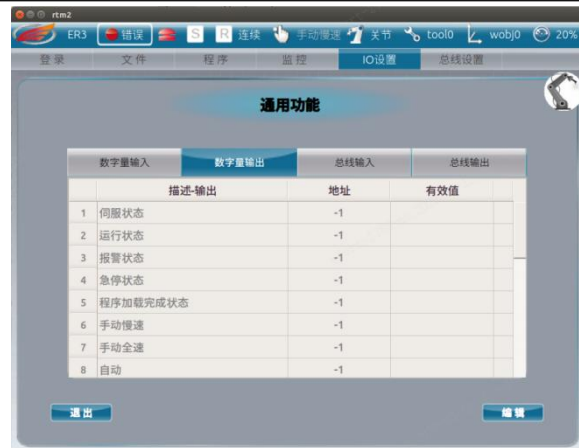 rtm2
ER3 错误 S R 连续 手动慢速 关节 tool0 wobj0 20%
登录 文件 程序 监控 IO设置 总线设置
通用功能
数字量输入 数字量输出 总线输入 总线输出
描述-输出 地址 有效值
1 伺服状态 -1
2 运行状态 -1
3 报警状态 -1
4 急停状态 -1
5 程序加载完成状态 -1
6 手动慢速 -1
7 手动全速 -1
8 自动 -1
退出 编辑